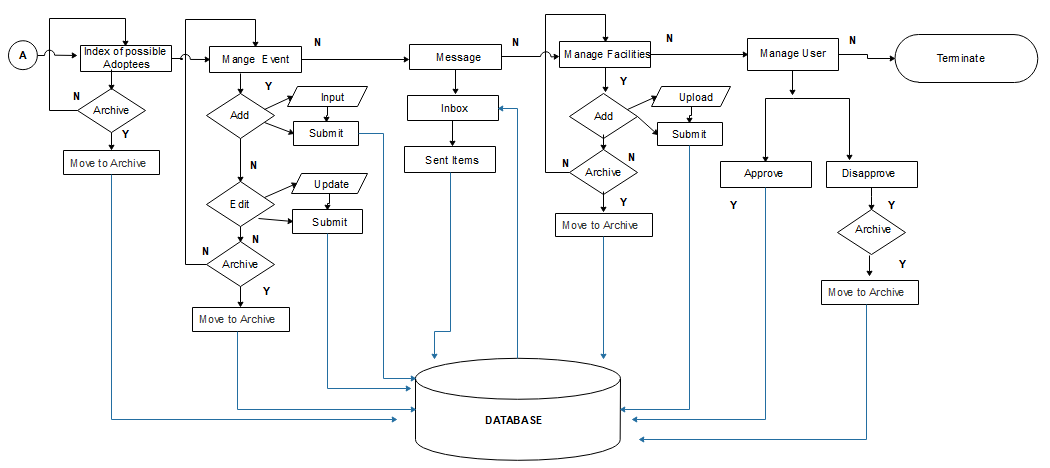 A
Index of possible
Adoptees
N
Archive
Y
Move to Archive
Mange Event
N
Y
Add
Input
Submit
N
Edit
Update
Submit
N
N
Archive
Y
Move to Archive
Message
N
Inbox
Sent Items
Manage Facilities
N
Y
Add
Upload
Submit
N
N
Archive
Y
Move to Archive
Manage User
N
Terminate
Approve
Y
Disapprove
Y
Archive
Y
Move to Archive
DATABASE